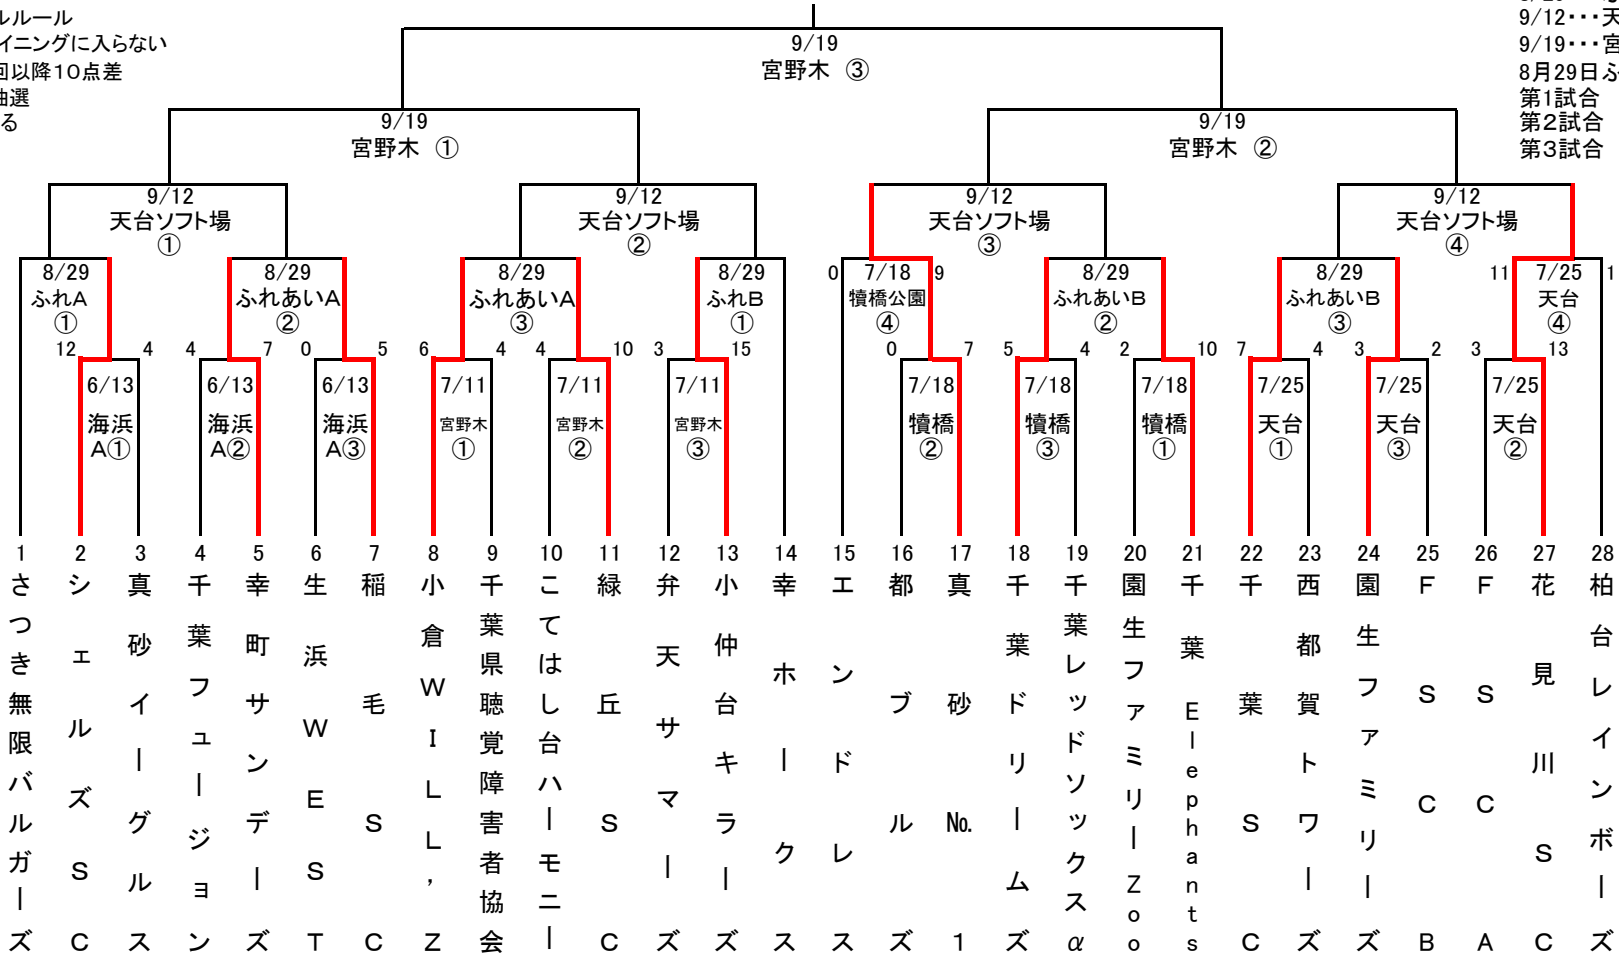 ルルール
イニングに入らない
回以降10点差
抽選
る
9/12・・・天
9/19・・・宮
8月29日ふ
第1試合
第2試合
第3試合
9/19
宮野木 ③
9/19
宮野木 ①
9/19
宮野木 ②
9/12
天台ソフト場
①
9/12
天台ソフト場
②
9/12
天台ソフト場
③
9/12
天台ソフト場
④
8/29
ふれA
①
8/29
ふれあいA
②
8/29
ふれあいA
③
8/29
ふれB
①
0 7/18 9
犢橋公園
④
8/29
ふれあいB
②
8/29
ふれあいB
③
11 7/25 1
天台
④
12 4
6/13
海浜
A①
4 7
6/13
海浜
A②
0 5
6/13
海浜
A③
6 4
7/11
宮野木
①
4 10
7/11
宮野木
②
3 15
7/11
宮野木
③
0 7
7/18
犢橋
②
5 4
7/18
犢橋
③
2 10
7/18
犢橋
①
7 4
7/25
天台
①
3 2
7/25
天台
③
3 13
7/25
天台
②
1 さつき無限バルガーズ
2 シェルズSC
3 真砂イーグルス
4 千葉フュージョン
5 幸町サンデーズ
6 生浜WEST
7 稲毛SC
8 小倉WILL,Z
9 千葉県聴覚障害者協会
10 こてはし台ハーモニー
11 緑丘SC
12 弁天サマーズ
13 小仲台キラーズ
14 幸ホークス
15 エンドレス
16 都ブルズ
17 真砂No.1
18 千葉ドリームズ
19 千葉レッドソックスα
20 園生ファミリーZoo
21 千葉Elephants
22 千葉SC
23 西都賀トワーズ
24 園生ファミリーズ
25 FSCB
26 FSCA
27 花見川SC
28 柏台レインボーズ